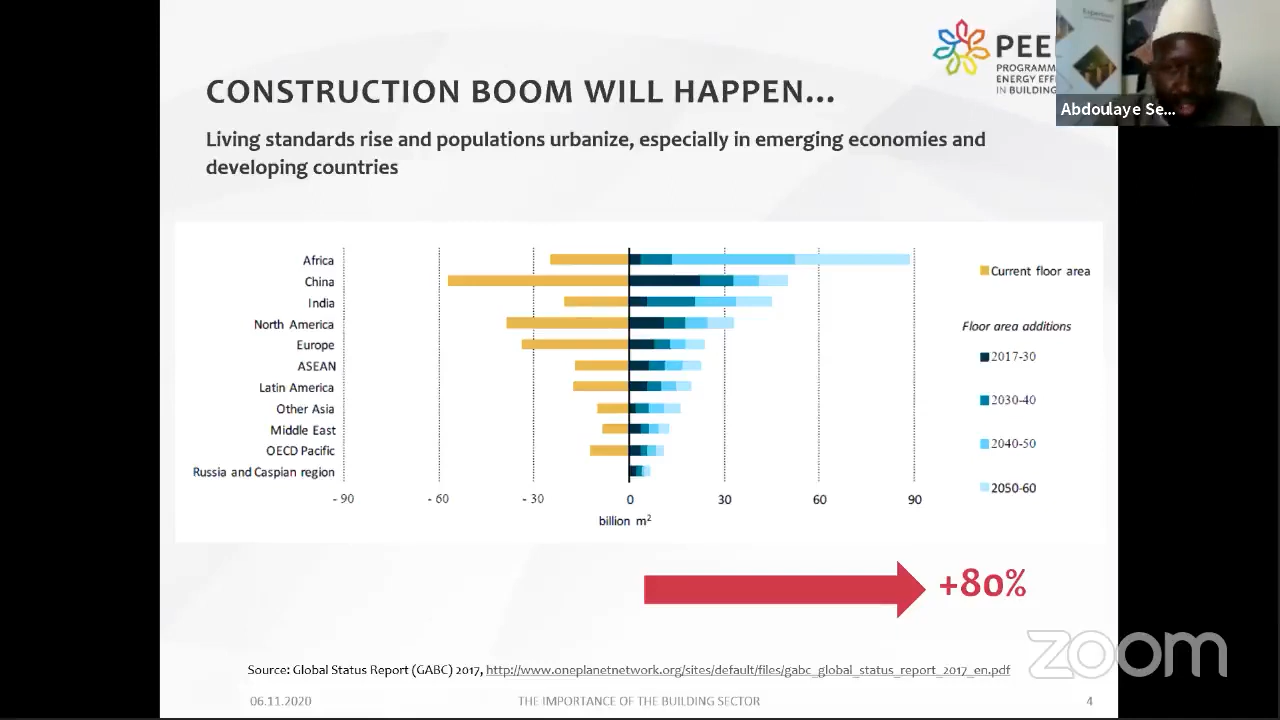 PEE
PROGRAMM
ENERGY EFFI
IN BUILDING
Abdoulaye Se...
CONSTRUCTION BOOM WILL HAPPEN...
Living standards rise and populations urbanize, especially in emerging economies and
developing countries
Africa
China
India
North America
Europe
ASEAN
Latin America
Other Asia
Middle East
OECD Pacific
Russia and Caspian region
- 90
- 60
- 30
0
30
60
90
billion m²
Current floor area
Floor area additions
2017-30
2030-40
2040-50
2050-60
+80%
zoom
Source: Global Status Report (GABC) 2017, http://www.oneplanetnetwork.org/sites/default/files/gabc_global_status_report_2017_en.pdf
06.11.2020
THE IMPORTANCE OF THE BUILDING SECTOR
4